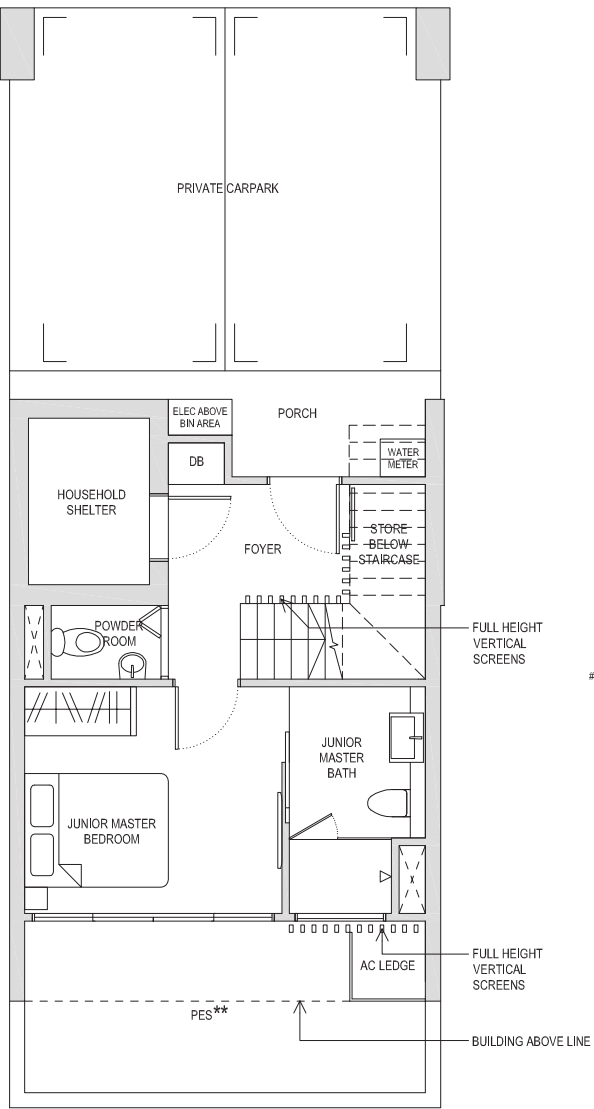 PRIVATE CARPARK
ELEC ABOVE
BIN AREA
PORCH
DB
WATER
METER
HOUSEHOLD
SHELTER
FOYER
STORE
BELOW
STAIRCASE
POWDER
ROOM
FULL HEIGHT
VERTICAL
SCREENS
#
JUNIOR
MASTER
BATH
JUNIOR MASTER
BEDROOM
AC LEDGE
FULL HEIGHT
VERTICAL
SCREENS
PES**
BUILDING ABOVE LINE